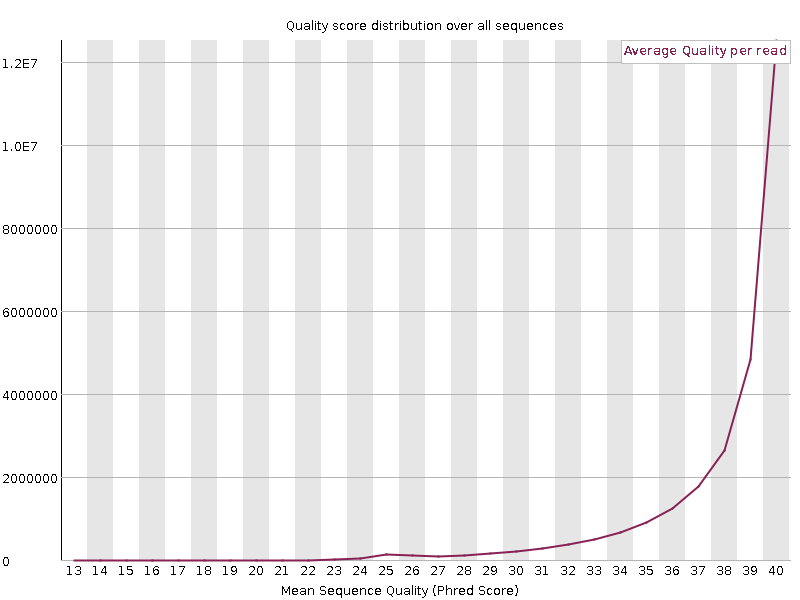 Quality score distribution over all sequences
Average Quality per read
1.2E7
1.0E7
8000000
6000000
4000000
2000000
0
13 14 15 16 17 18 19 20 21 22 23 24 25 26 27 28 29 30 31 32 33 34 35 36 37 38 39 40
Mean Sequence Quality (Phred Score)